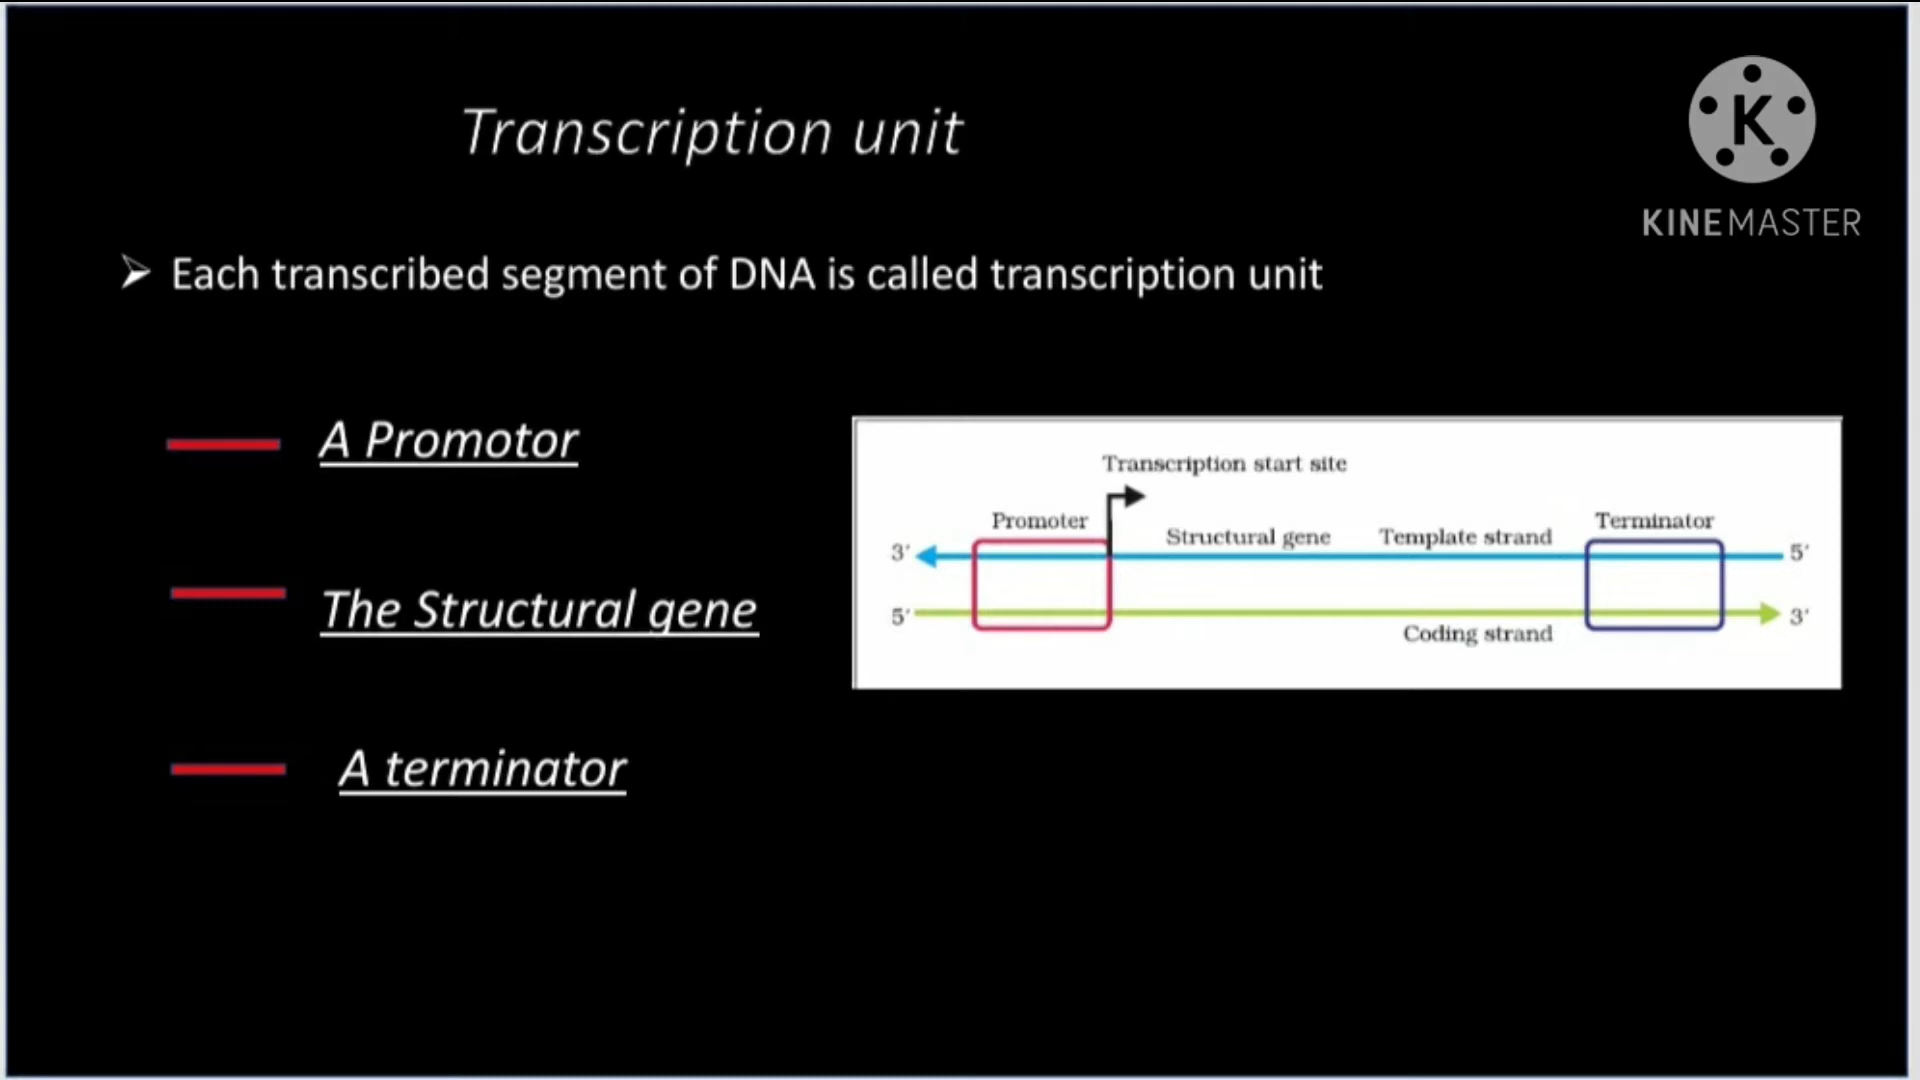 Transcription unit
K
KINEMASTER
➢ Each transcribed segment of DNA is called transcription unit
A Promotor
The Structural gene
A terminator
Transcription start site
Promoter
Structural gene
Template strand
Terminator
3′
5′
5′
3′
Coding strand